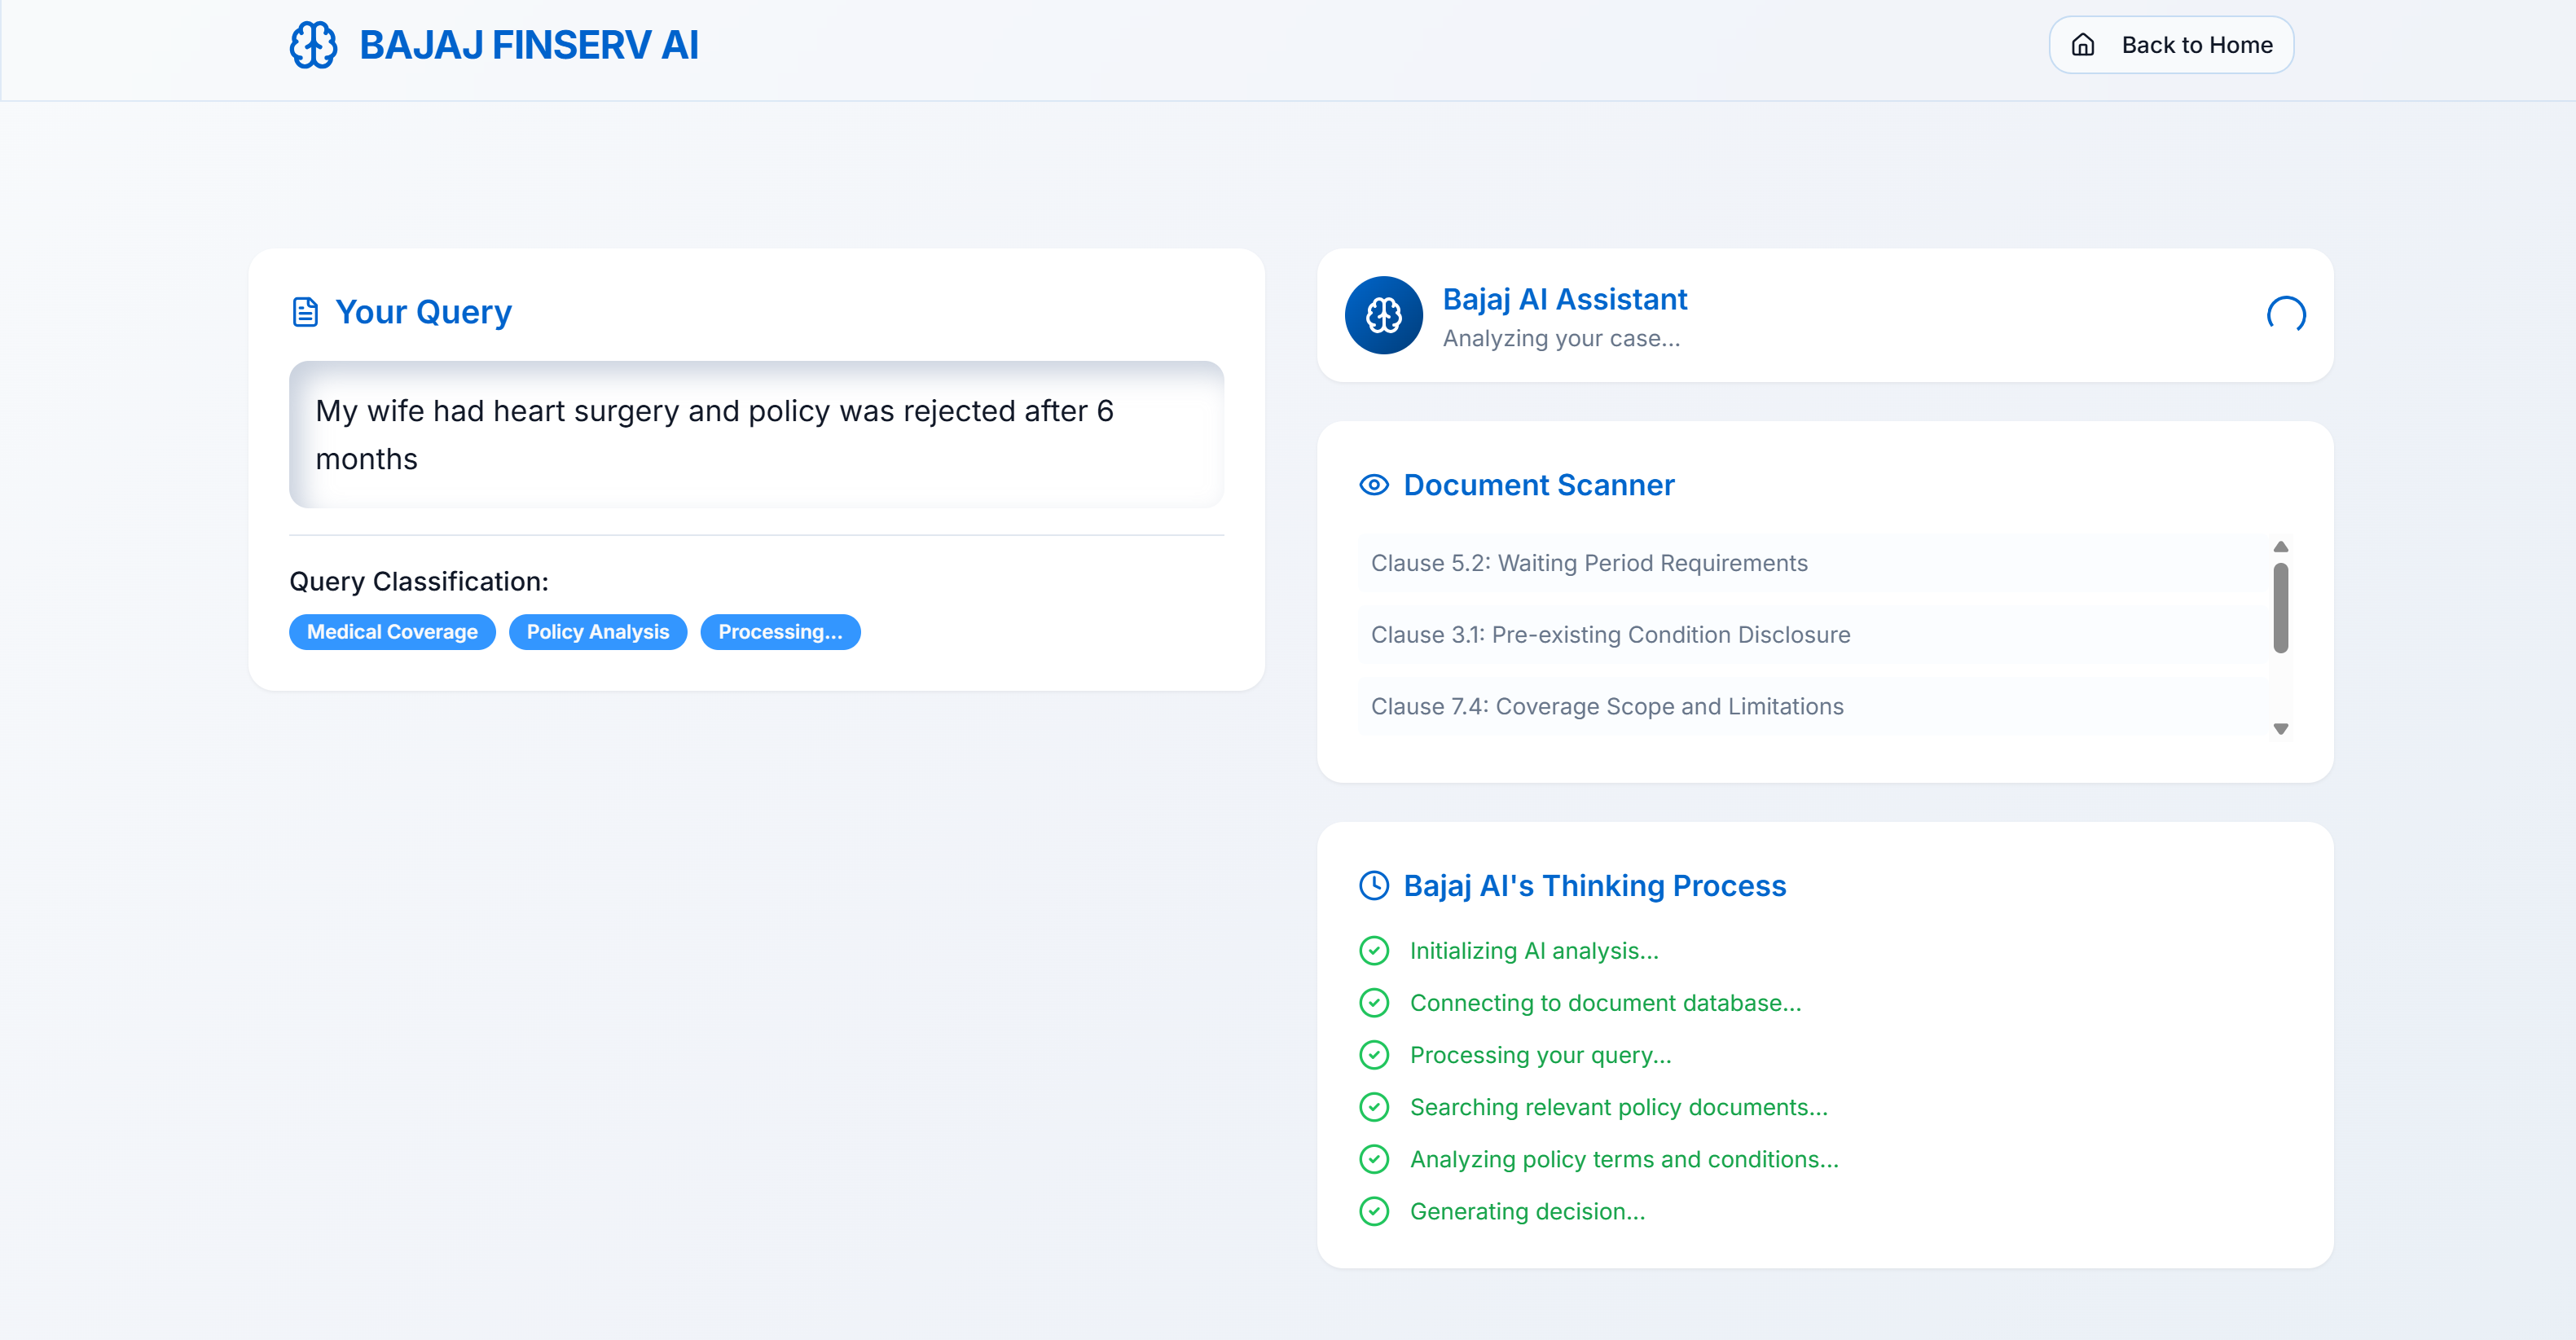 BAJAJ FINSERV AI
Back to Home
Your Query
My wife had heart surgery and policy was rejected after 6
months
Query Classification:
Medical Coverage
Policy Analysis
Processing...
Bajaj AI Assistant
Analyzing your case...
Document Scanner
Clause 5.2: Waiting Period Requirements
Clause 3.1: Pre-existing Condition Disclosure
Clause 7.4: Coverage Scope and Limitations
Bajaj AI's Thinking Process
Initializing AI analysis...
Connecting to document database...
Processing your query...
Searching relevant policy documents...
Analyzing policy terms and conditions...
Generating decision...